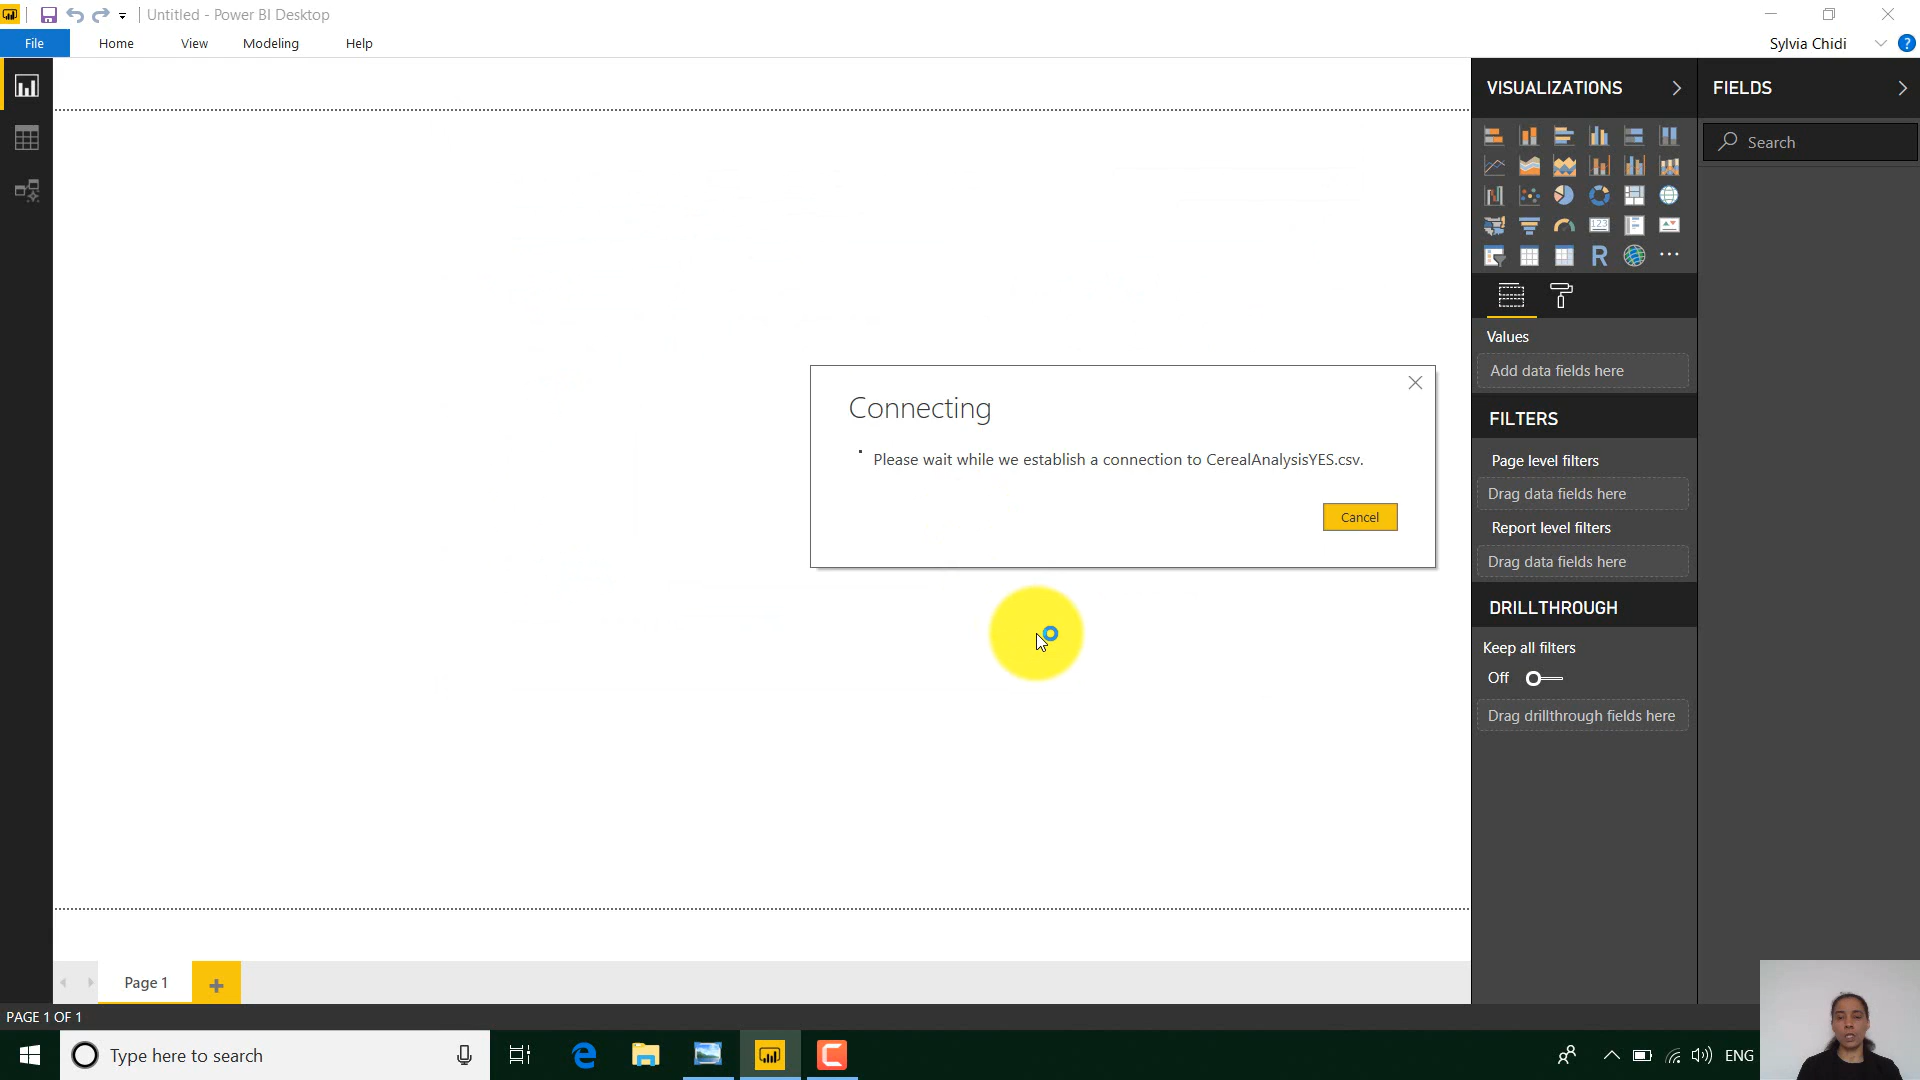 Untitled - Power BI Desktop
File Home View Modeling Help
Sylvia Chidi
?
VISUALIZATIONS
FIELDS
Search
123
R
Values
Add data fields here
FILTERS
Page level filters
Drag data fields here
Report level filters
Drag data fields here
DRILLTHROUGH
Keep all filters
Off
Drag drillthrough fields here
Connecting
Please wait while we establish a connection to CerealAnalysisYES.csv.
Cancel
Page 1
+
PAGE 1 OF 1
Type here to search
ENG